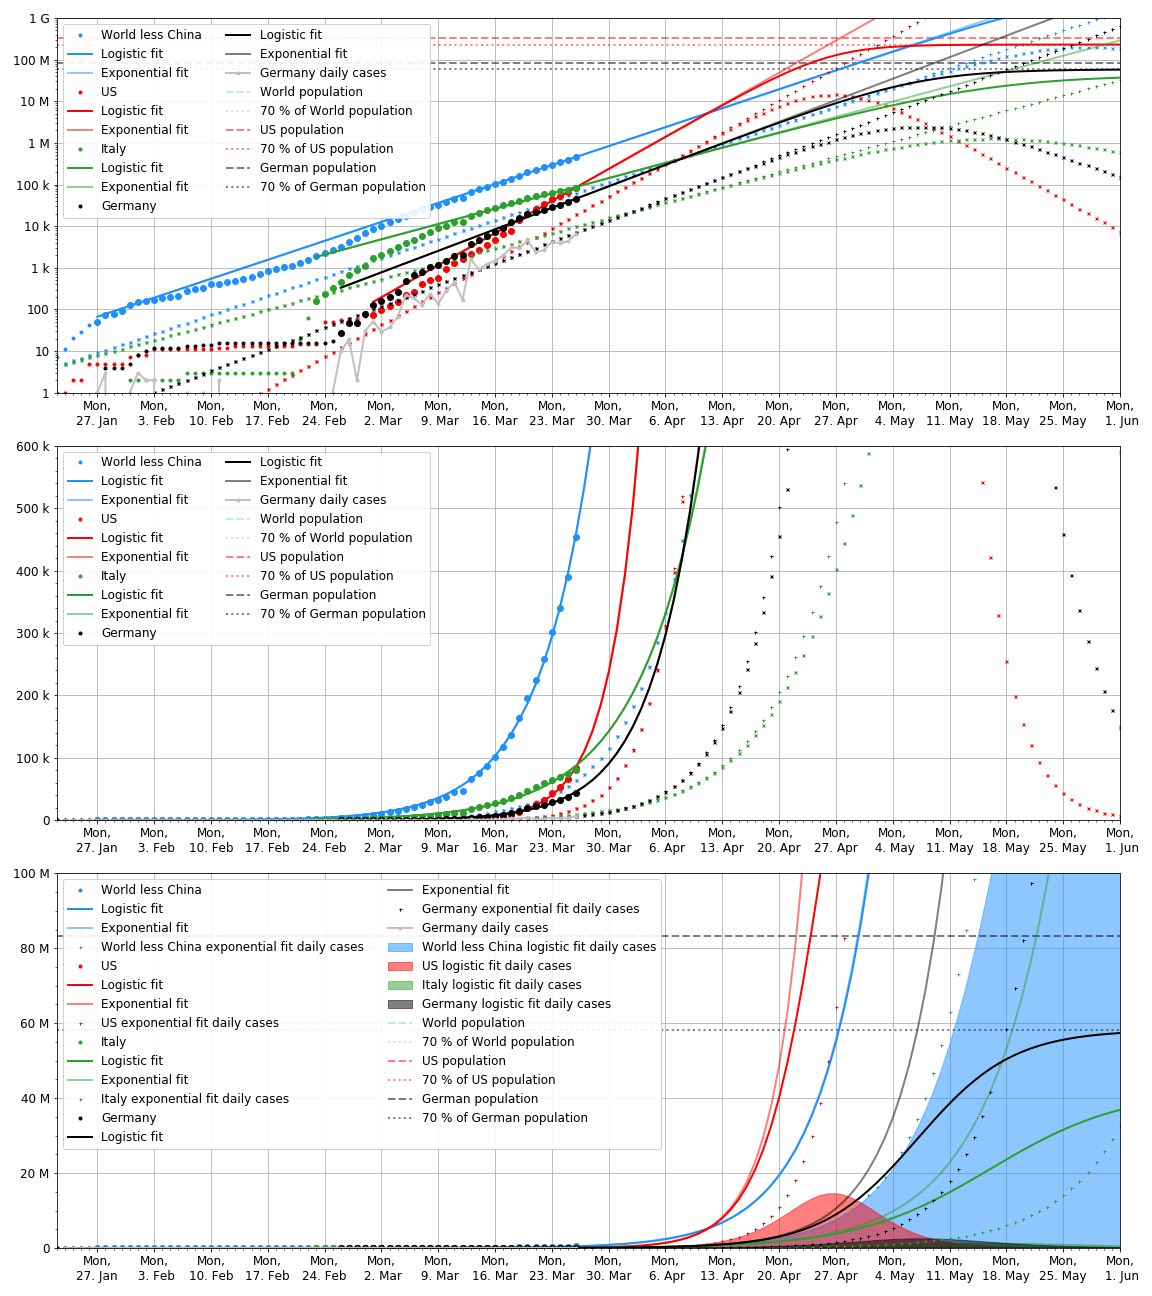 1 G
100 M
10 M
1 M
100 k
10 k
1 k
100
10
1
World less China
Logistic fit
Exponential fit
US
Logistic fit
Exponential fit
Italy
Logistic fit
Exponential fit
Germany
Logistic fit
Exponential fit
Germany daily cases
World population
70 % of World population
US population
70 % of US population
German population
70 % of German population
Mon, Mon, Mon, Mon, Mon, Mon, Mon, Mon, Mon, Mon, Mon, Mon, Mon, Mon, Mon, Mon, Mon, Mon, Mon,
27. Jan 3. Feb 10. Feb 17. Feb 24. Feb 2. Mar 9. Mar 16. Mar 23. Mar 30. Mar 6. Apr 13. Apr 20. Apr 27. Apr 4. May 11. May 18. May 25. May 1. Jun
600 k
500 k
400 k
300 k
200 k
100 k
0
World less China
Logistic fit
Exponential fit
US
Logistic fit
Exponential fit
Italy
Logistic fit
Exponential fit
Germany
Logistic fit
Exponential fit
Germany daily cases
World population
70 % of World population
US population
70 % of US population
German population
70 % of German population
Mon, Mon, Mon, Mon, Mon, Mon, Mon, Mon, Mon, Mon, Mon, Mon, Mon, Mon, Mon, Mon, Mon, Mon, Mon,
27. Jan 3. Feb 10. Feb 17. Feb 24. Feb 2. Mar 9. Mar 16. Mar 23. Mar 30. Mar 6. Apr 13. Apr 20. Apr 27. Apr 4. May 11. May 18. May 25. May 1. Jun
100 M
80 M
60 M
40 M
20 M
0
World less China
Logistic fit
Exponential fit
World less China exponential fit daily cases
US
Logistic fit
Exponential fit
US exponential fit daily cases
Italy
Logistic fit
Exponential fit
Italy exponential fit daily cases
Germany
Logistic fit
Exponential fit
Germany exponential fit daily cases
Germany daily cases
World less China logistic fit daily cases
US logistic fit daily cases
Italy logistic fit daily cases
Germany logistic fit daily cases
World population
70 % of World population
US population
70 % of US population
German population
70 % of German population
Mon, Mon, Mon, Mon, Mon, Mon, Mon, Mon, Mon, Mon, Mon, Mon, Mon, Mon, Mon, Mon, Mon, Mon, Mon,
27. Jan 3. Feb 10. Feb 17. Feb 24. Feb 2. Mar 9. Mar 16. Mar 23. Mar 30. Mar 6. Apr 13. Apr 20. Apr 27. Apr 4. May 11. May 18. May 25. May 1. Jun